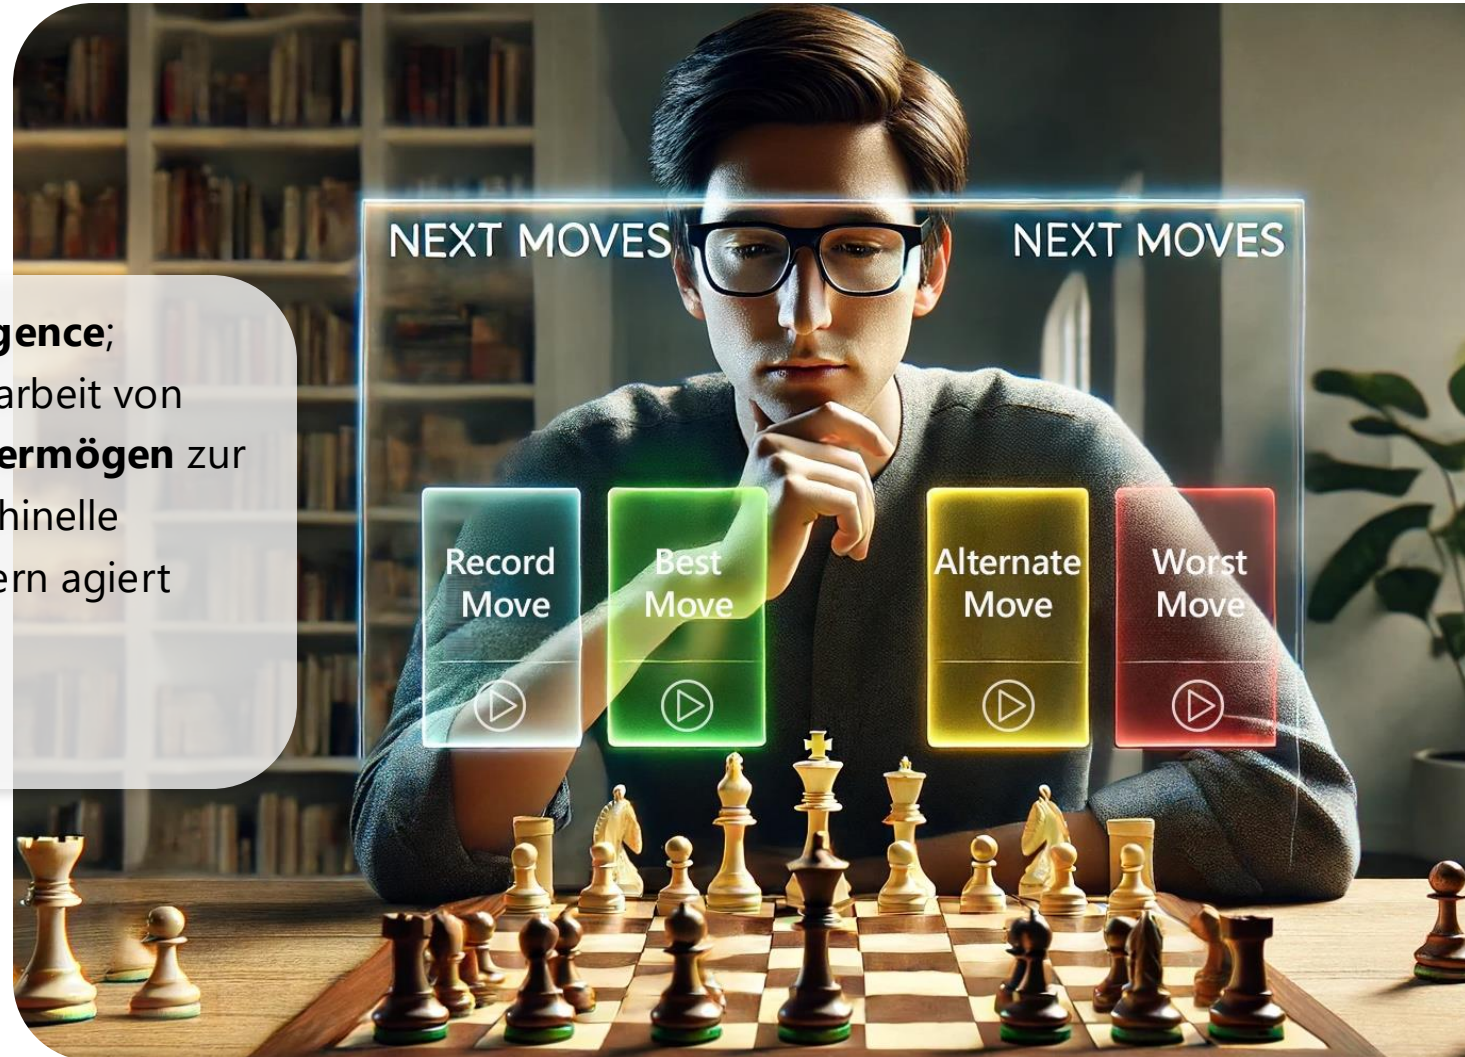 NEXT MOVES NEXT MOVES
gence;
arbeit von
ermögen zur
hinelle
ern agiert
Record Move
Best Move
Alternate Move
Worst Move